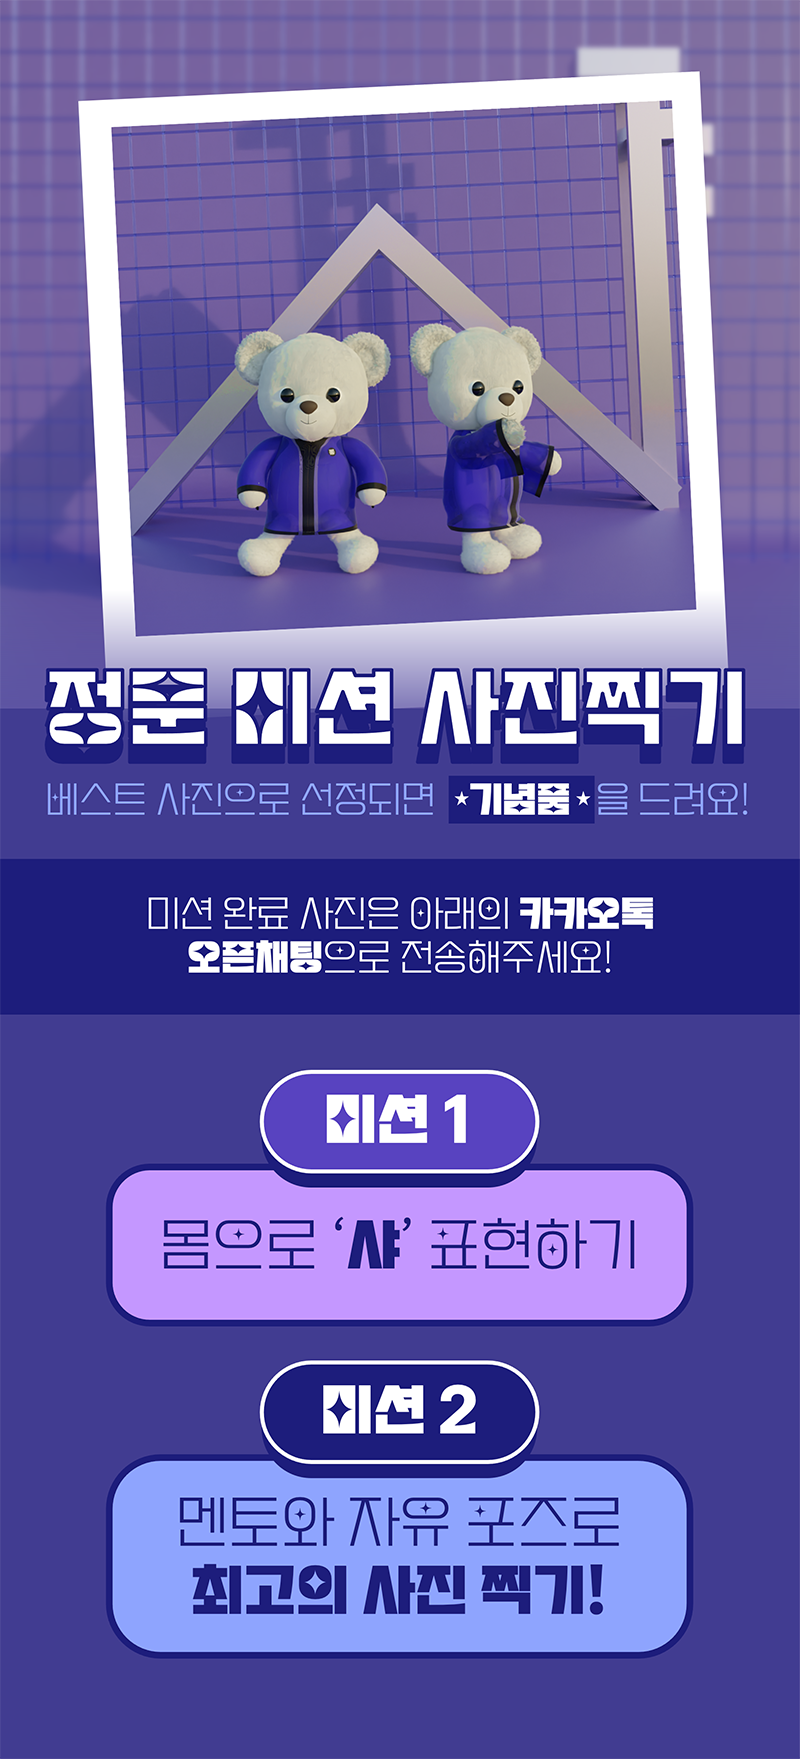 정문 미션 사진찍기
베스트 사진으로 선정되면 ★기념품★을 드려요!
미션 완료 사진은 아래의 카카오톡
오픈채팅으로 전송해주세요!
미션 1
몸으로 ‘샤’ 표현하기
미션 2
멘토와 자유 포즈로
최고의 사진 찍기!